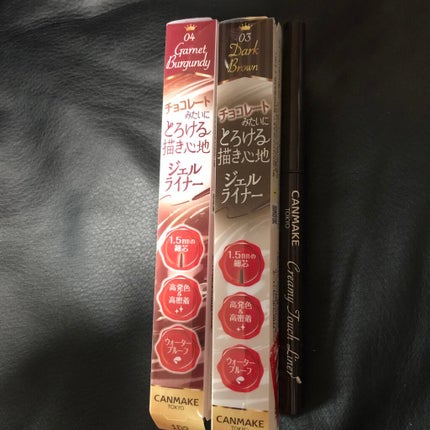 04
Garnet
Burgundy
チョコレート
みたいに
とろける
描き心地
ジェル
ライナー
1.5mmの
細芯
高発色
&
高密着
ウォーター
プルーフ
CANMAKE
TOKYO
03
Dark
Brown
チョコレート
みたいに
とろける
描き心地
ジェル
ライナー
1.5mmの
細芯
高発色
&
高密着
ウォーター
プルーフ
CANMAKE
TOKYO
CANMAKE
TOKYO
Creamy Touch Liner